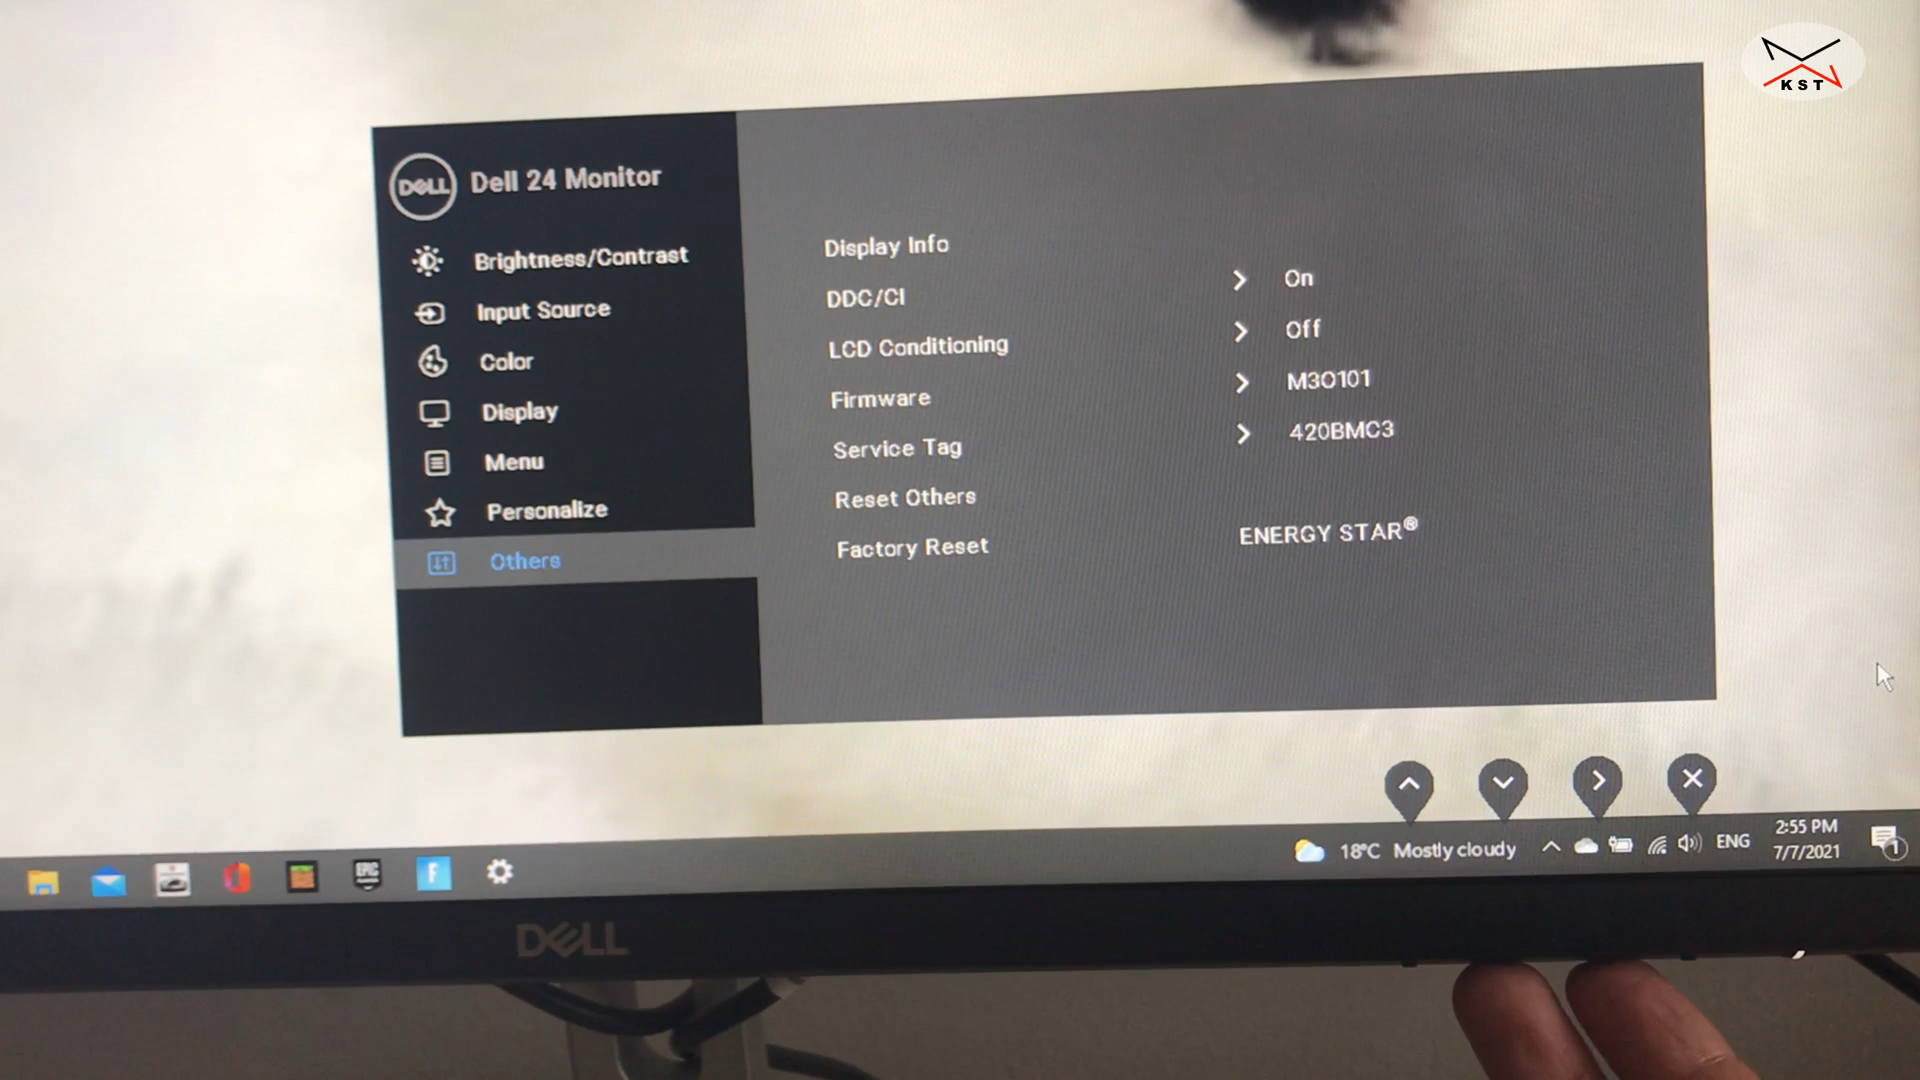 KST
DELL Dell 24 Monitor
Brightness/Contrast
Input Source
Color
Display
Menu
Personalize
Others
Display Info
DDC/CI > On
LCD Conditioning > Off
Firmware > M3O101
Service Tag > 420BMC3
Reset Others
Factory Reset ENERGY STAR®
18°C Mostly cloudy
ENG
2:55 PM
7/7/2021
1
EPIC
F
DELL